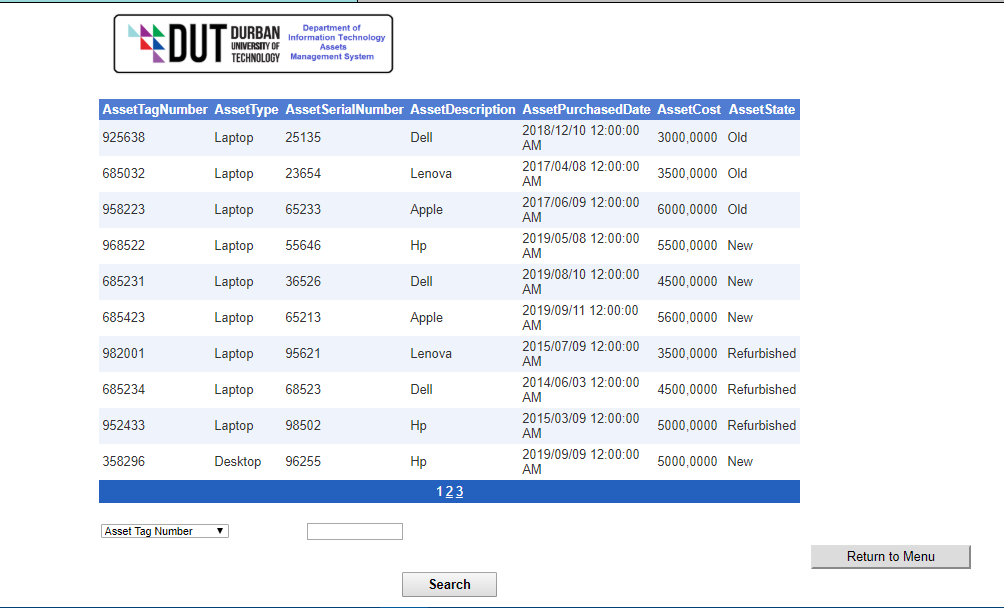 DUT DURBAN UNIVERSITY OF TECHNOLOGY
Department of
Information Technology
Assets
Management System
AssetTagNumber AssetType AssetSerialNumber AssetDescription AssetPurchasedDate AssetCost AssetState
925638 Laptop 25135 Dell 2018/12/10 12:00:00 AM 3000,0000 Old
685032 Laptop 23654 Lenova 2017/04/08 12:00:00 AM 3500,0000 Old
958223 Laptop 65233 Apple 2017/06/09 12:00:00 AM 6000,0000 Old
968522 Laptop 55646 Hp 2019/05/08 12:00:00 AM 5500,0000 New
685231 Laptop 36526 Dell 2019/08/10 12:00:00 AM 4500,0000 New
685423 Laptop 65213 Apple 2019/09/11 12:00:00 AM 5600,0000 New
982001 Laptop 95621 Lenova 2015/07/09 12:00:00 AM 3500,0000 Refurbished
685234 Laptop 68523 Dell 2014/06/03 12:00:00 AM 4500,0000 Refurbished
952433 Laptop 98502 Hp 2015/03/09 12:00:00 AM 5000,0000 Refurbished
358296 Desktop 96255 Hp 2019/09/09 12:00:00 AM 5000,0000 New
1 2 3
Asset Tag Number
Return to Menu
Search